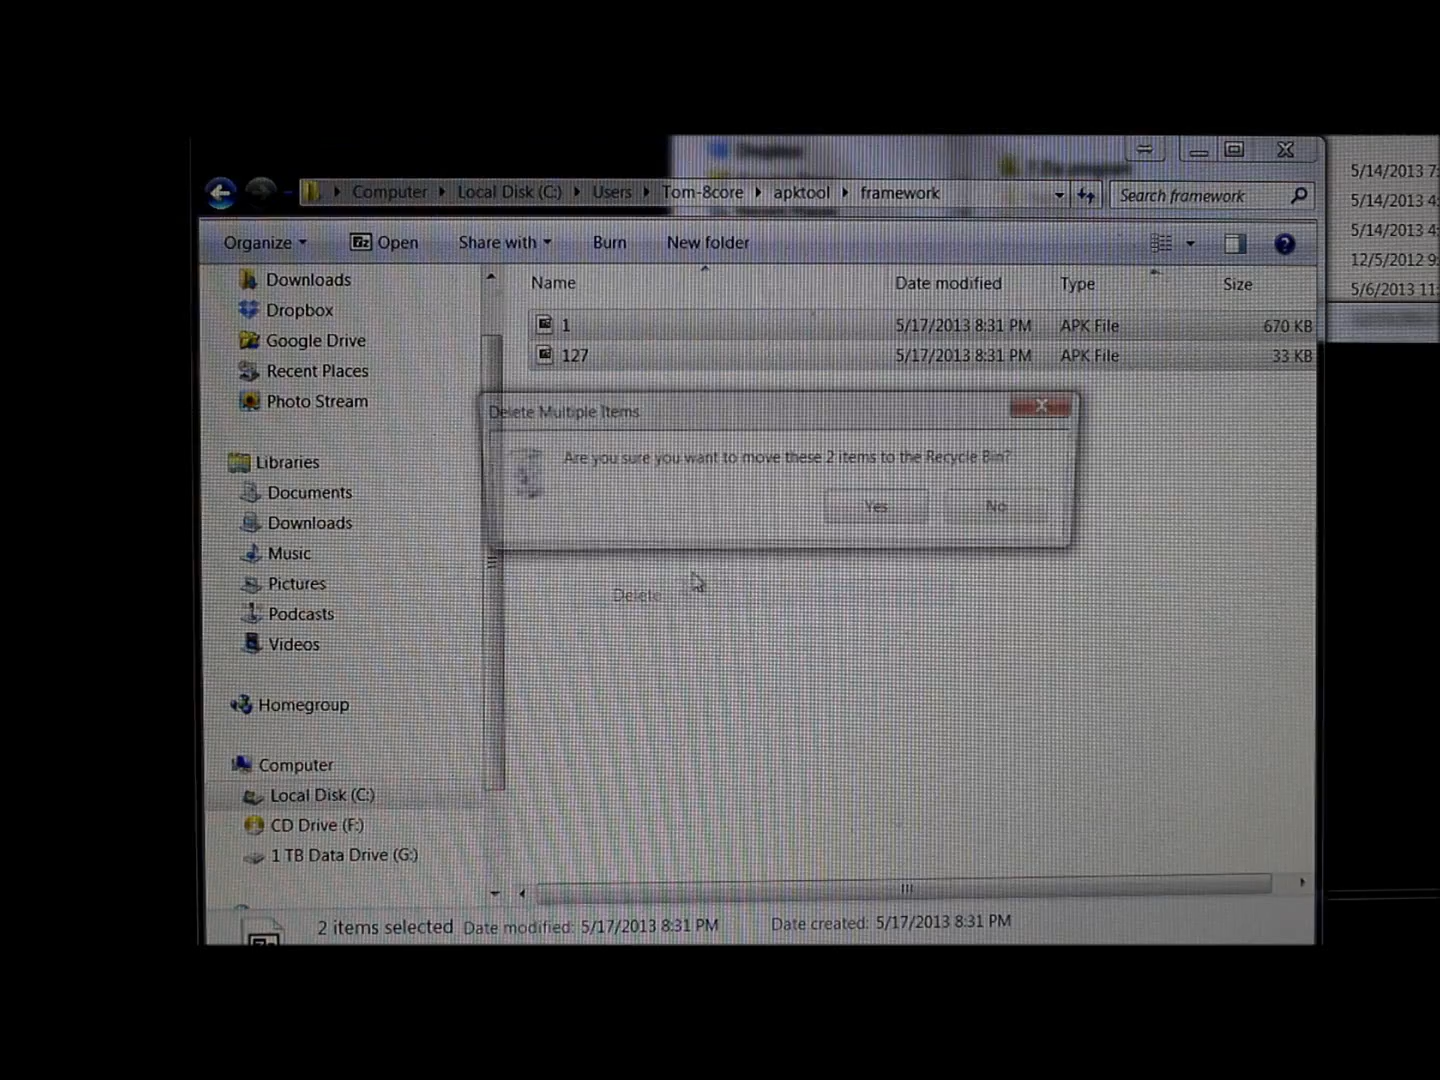 5/14/2013 7:
Computer Local Disk (C:) Users Tom-8core apktool framework Search framework
5/14/2013 4:
5/14/2013 4:
Organize Open Share with Burn New folder
12/5/2012 9:
Name Date modified Type Size
5/6/2013 11:
Downloads
Dropbox
Google Drive
Recent Places
Photo Stream
1 5/17/2013 8:31 PM APK File 670 KB
127 5/17/2013 8:31 PM APK File 33 KB
Delete Multiple Items
Are you sure you want to move these 2 items to the Recycle Bin?
Yes No
Delete
Libraries
Documents
Downloads
Music
Pictures
Podcasts
Videos
Homegroup
Computer
Local Disk (C:)
CD Drive (F:)
1 TB Data Drive (G:)
2 items selected Date modified: 5/17/2013 8:31 PM Date created: 5/17/2013 8:31 PM